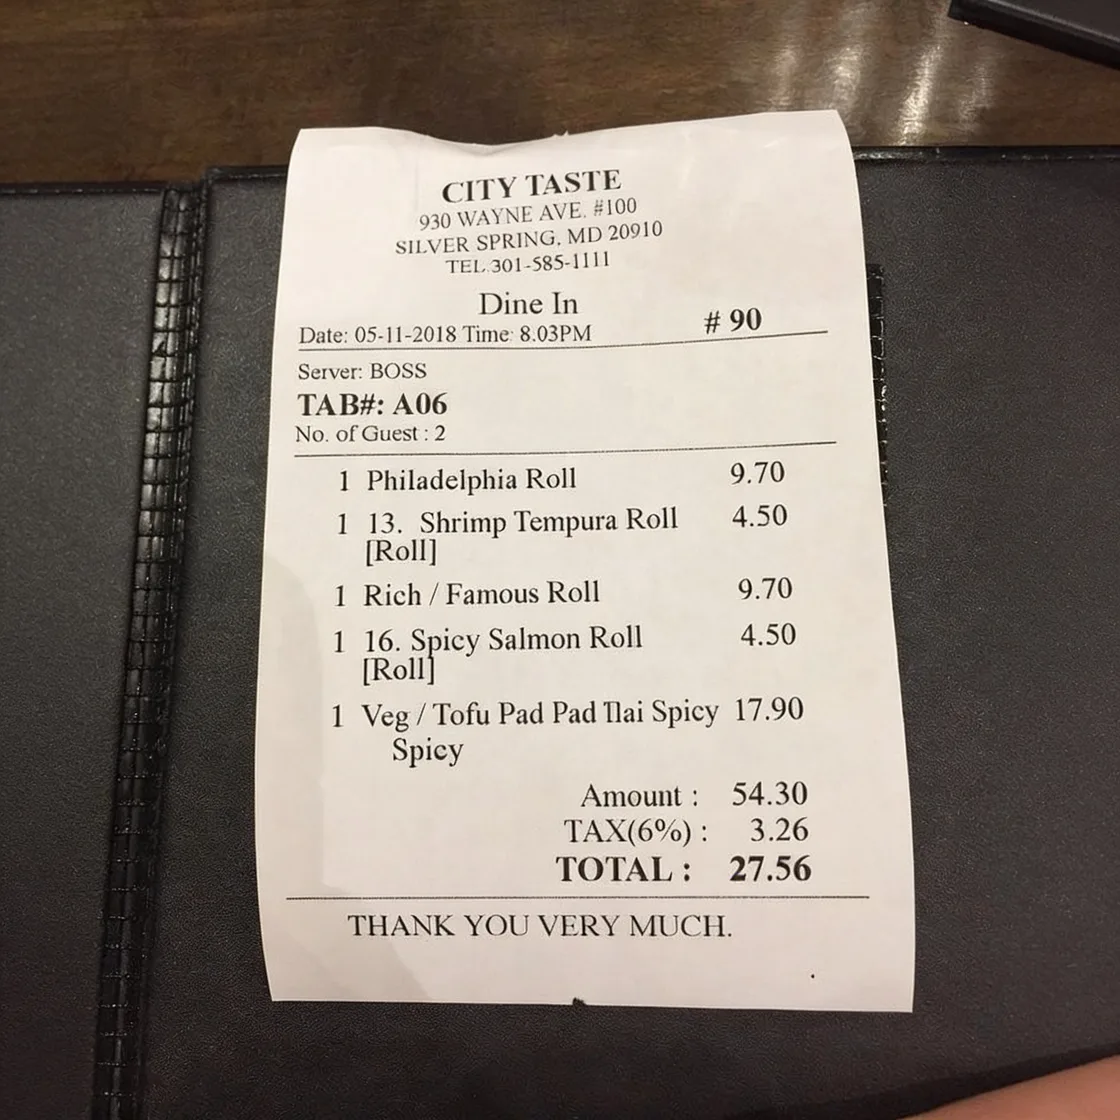 CITY TASTE
930 WAYNE AVE. #100
SILVER SPRING, MD 20910
TEL.301-585-1111
Dine In
# 90
Date: 05-11-2018 Time: 8.03PM
Server: BOSS
TAB#: A06
No. of Guest : 2
1 Philadelphia Roll 9.70
1 13. Shrimp Tempura Roll 4.50
[Roll]
1 Rich / Famous Roll 9.70
1 16. Spicy Salmon Roll 4.50
[Roll]
1 Veg / Tofu Pad Pad Spicy 17.90
Spicy
Amount : 54.30
TAX(6%) : 3.26
TOTAL : 27.56
THANK YOU VERY MUCH.